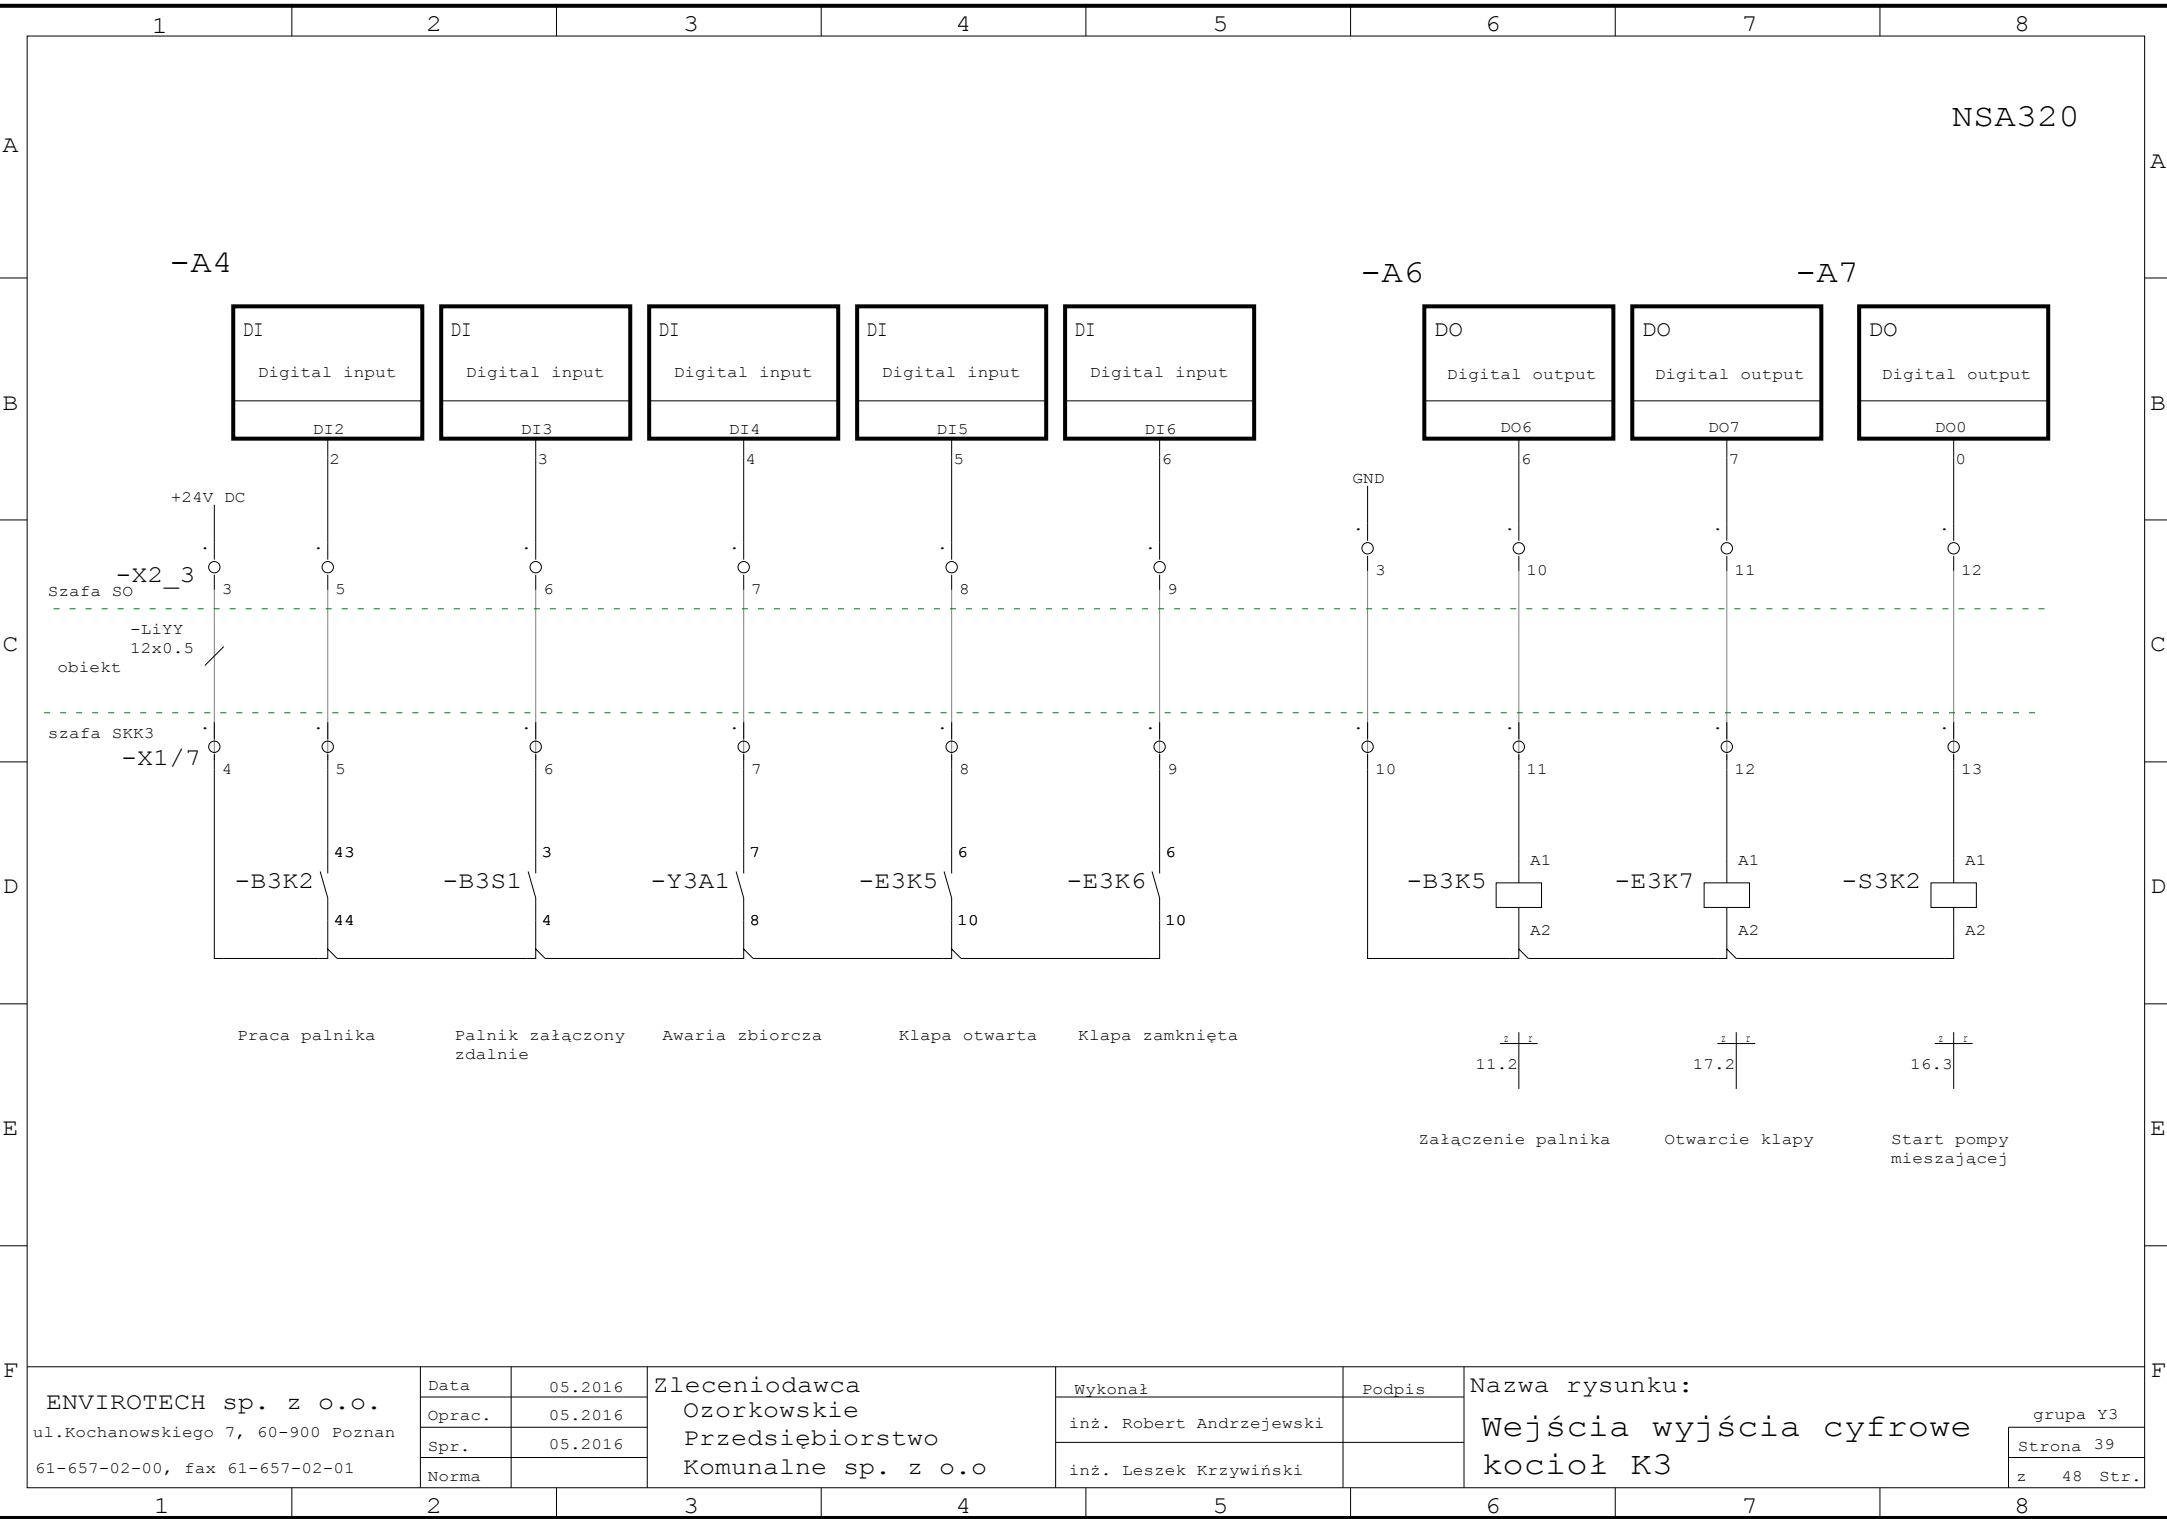 1 2 3 4 5 6 7 8
NSA320
A A
-A4 -A6 -A7
DI DI DI DI DI DO DO DO
Digital input Digital input Digital input Digital input Digital input Digital output Digital output Digital output
B B
DI2 DI3 DI4 DI5 DI6 DO6 DO7 DO0
2 3 4 5 6 6 7 0
+24V DC GND
-X2_3
3 5 6 7 8 9 3 10 11 12
Szafa SO
-LiYY
12x0.5
C C
obiekt
szafa SKK3
-X1/7
4 5 6 7 8 9 10 11 12 13
43 3 7 6 6 A1 A1 A1
D -B3K2 -B3S1 -Y3A1 -E3K5 -E3K6 -B3K5 -E3K7 -S3K2 D
44 4 8 10 10 A2 A2 A2
Praca palnika
Palnik załączony
zdalnie
Awaria zbiorcza
Klapa otwarta
Klapa zamknięta
z r z r z r
11.2 17.2 16.3
E E
Załączenie palnika
Otwarcie klapy
Start pompy
mieszającej
F F
ENVIROTECH sp. z o.o.
ul.Kochanowskiego 7, 60-900 Poznan
61-657-02-00, fax 61-657-02-01
Data 05.2016
Oprac. 05.2016
Spr. 05.2016
Norma
Zleceniodawca
Ozorkowskie
Przedsiębiorstwo
Komunalne sp. z o.o
Wykonał Podpis
inż. Robert Andrzejewski
inż. Leszek Krzywiński
Nazwa rysunku:
Wejścia wyjścia cyfrowe
kocioł K3
grupa Y3
Strona 39
z 48 Str.
1 2 3 4 5 6 7 8